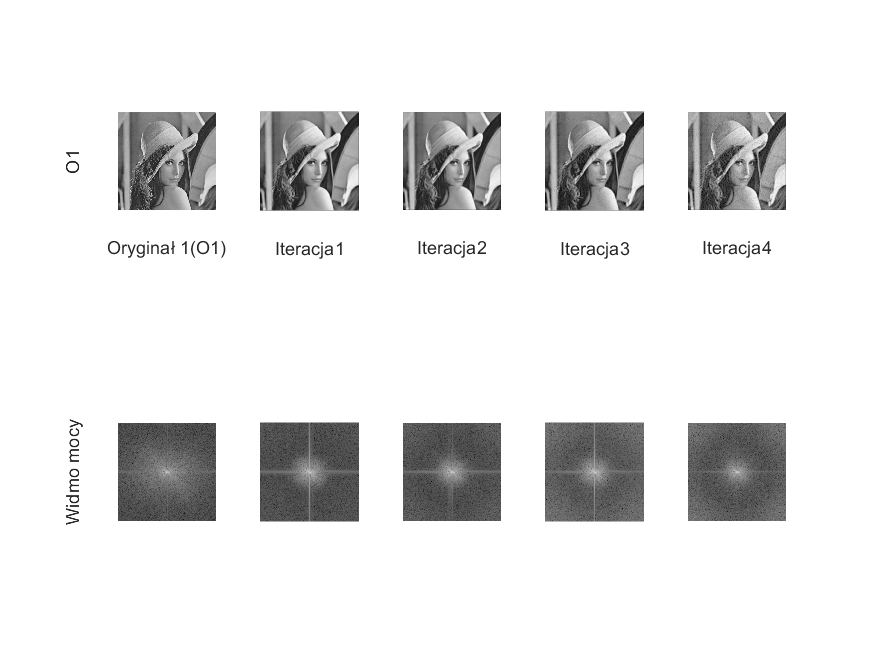 O1
Oryginał 1(O1)
Iteracja1
Iteracja2
Iteracja3
Iteracja4
Widmo mocy